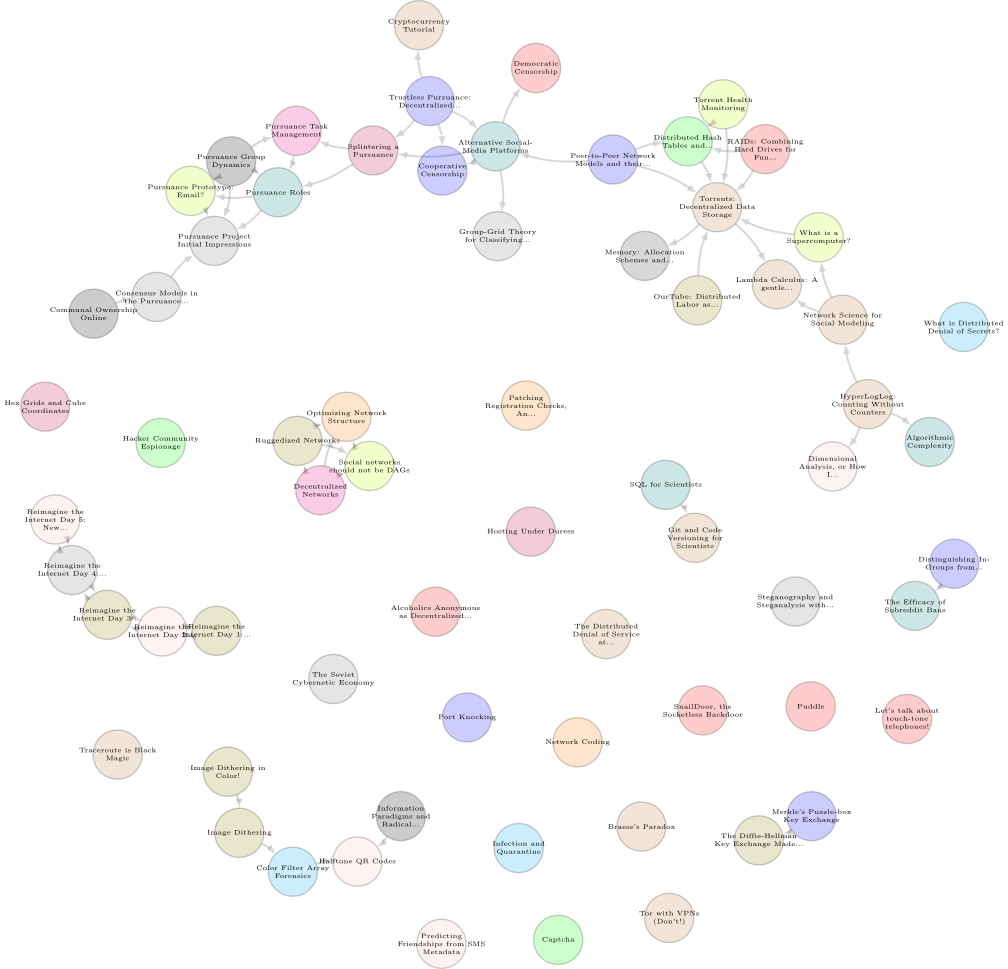 Cryptocurrency
Tutorial
Democratic
Censorship
Trustless Pursuance:
Decentralized...
Torrent Health
Monitoring
Pursuance Task
Management
Splintering a
Pursuance
Alternative Social-
Media Platforms
Cooperative
Censorship
Peer-to-Peer Network
Models and their...
Distributed Hash
Tables and...
RAIDs: Combining
Hard Drives for
Fun...
Pursuance Group
Dynamics
Pursuance Prototype:
Email?
Pursuance Roles
Torrents:
Decentralized Data
Storage
Pursuance Project
Initial Impressions
Group-Grid Theory
for Classifying...
What is a
Supercomputer?
Memory: Allocation
Schemes and...
Lambda Calculus: A
gentle...
Consensus Models in
the Pursuance...
Communal Ownership
Online
OurTube: Distributed
Labor as...
Network Science for
Social Modeling
What is Distributed
Denial of Secrets?
Hex Grids and Cube
Coordinates
Optimizing Network
Structure
Patching
Registration Checks,
An...
HyperLogLog:
Counting Without
Counters
Hacker Community
Espionage
Ruggedized Networks
Algorithmic
Complexity
Social networks
should not be DAGs
Dimensional
Analysis, or How
I...
Decentralized
Networks
SQL for Scientists
Reimagine the
Internet Day 5:
New...
Hosting Under Duress
Git and Code
Versioning for
Scientists
Reimagine the
Internet Day 4:...
Distinguishing In-
Groups from...
Steganography and
Steganalysis with...
The Efficacy of
Subreddit Bans
Reimagine the
Internet Day 3:
Reimagine the
Internet Day 2:
Reimagine the
Internet Day 1:...
Alcoholics Anonymous
as Decentralized...
The Distributed
Denial of Service
at...
The Soviet
Cybernetic Economy
Port Knocking
SnailDoor, the
Socketless Backdoor
Puddle
Let's talk about
touch-tone
telephones!
Traceroute is Black
Magic
Network Coding
Image Dithering in
Color!
Information
Paradigms and
Radical...
Image Dithering
Braess's Paradox
Merkle's Puzzle-box
Key Exchange
The Diffie-Hellman
Key Exchange Made...
Infection and
Quarantine
Color Filter Array
Forensics
Halftone QR Codes
Tor with VPNs
(Don't!)
Predicting
Friendships from SMS
Metadata
Captcha